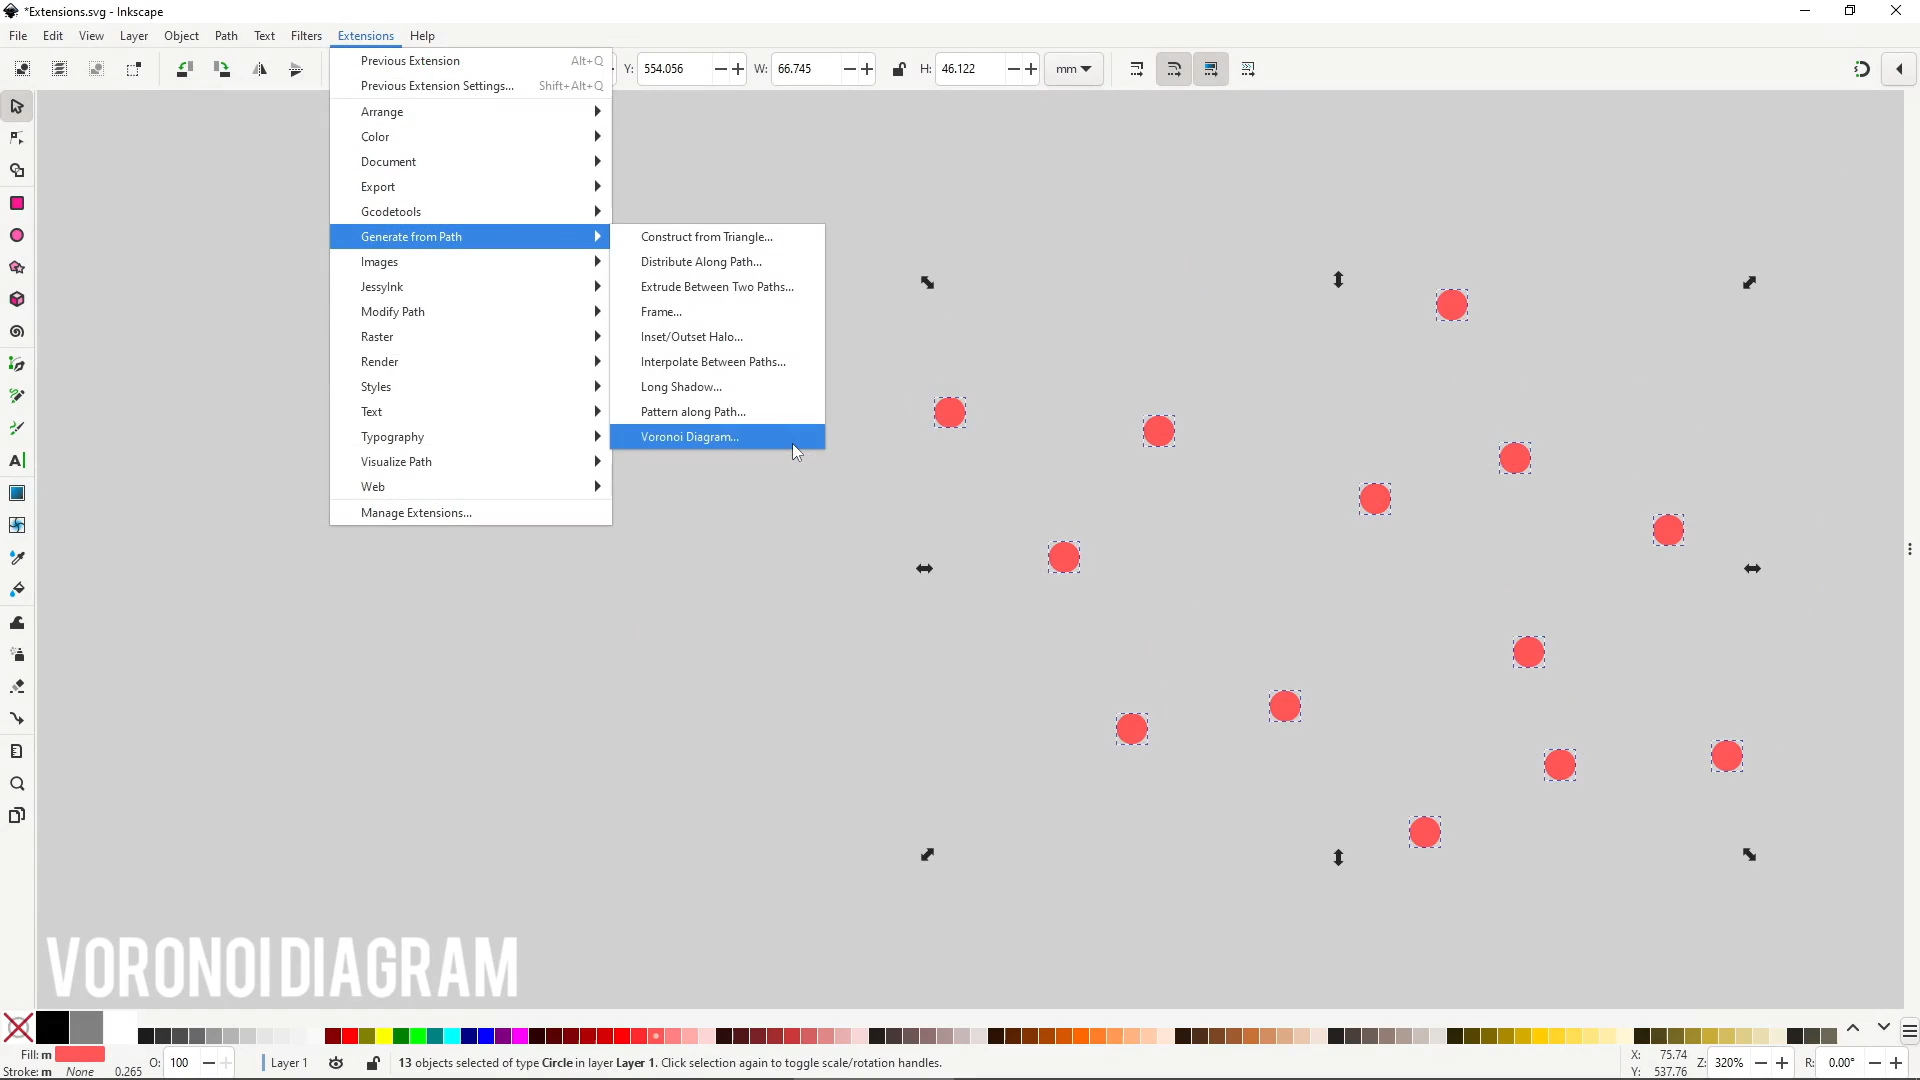 *Extensions.svg - Inkscape
File Edit View Layer Object Path Text Filters Extensions Help
Y: 554.056 W: 66.745 H: 46.122 mm
Previous Extension Alt+Q
Previous Extension Settings... Shift+Alt+Q
Arrange
Color
Document
Export
Gcodetools
Generate from Path
Images
JessyInk
Modify Path
Raster
Render
Styles
Text
Typography
Visualize Path
Web
Manage Extensions...
Construct from Triangle...
Distribute Along Path...
Extrude Between Two Paths...
Frame...
Inset/Outset Halo...
Interpolate Between Paths...
Long Shadow...
Pattern along Path...
Voronoi Diagram...
VORONOI DIAGRAM
Fill: m
Stroke: m None 0.265
O: 100
Layer 1
13 objects selected of type Circle in layer Layer 1. Click selection again to toggle scale/rotation handles.
X: 75.74
Y: 537.76
Z: 320%
R: 0.00°